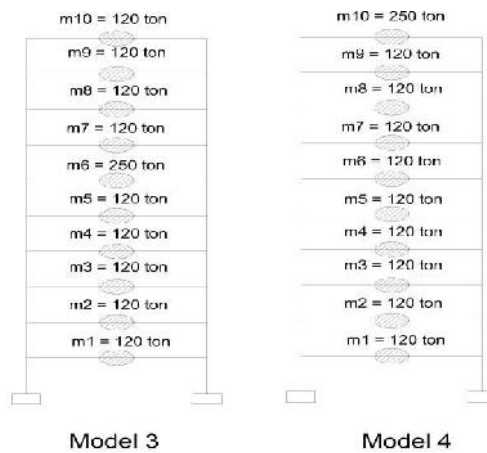 m10 = 120 ton
m9 = 120 ton
m8 = 120 ton
m7 = 120 ton
m6 = 250 ton
m5 = 120 ton
m4 = 120 ton
m3 = 120 ton
m2 = 120 ton
m1 = 120 ton
Model 3
m10 = 250 ton
m9 = 120 ton
m8 = 120 ton
m7 = 120 ton
m6 = 120 ton
m5 = 120 ton
m4 = 120 ton
m3 = 120 ton
m2 = 120 ton
m1 = 120 ton
Model 4